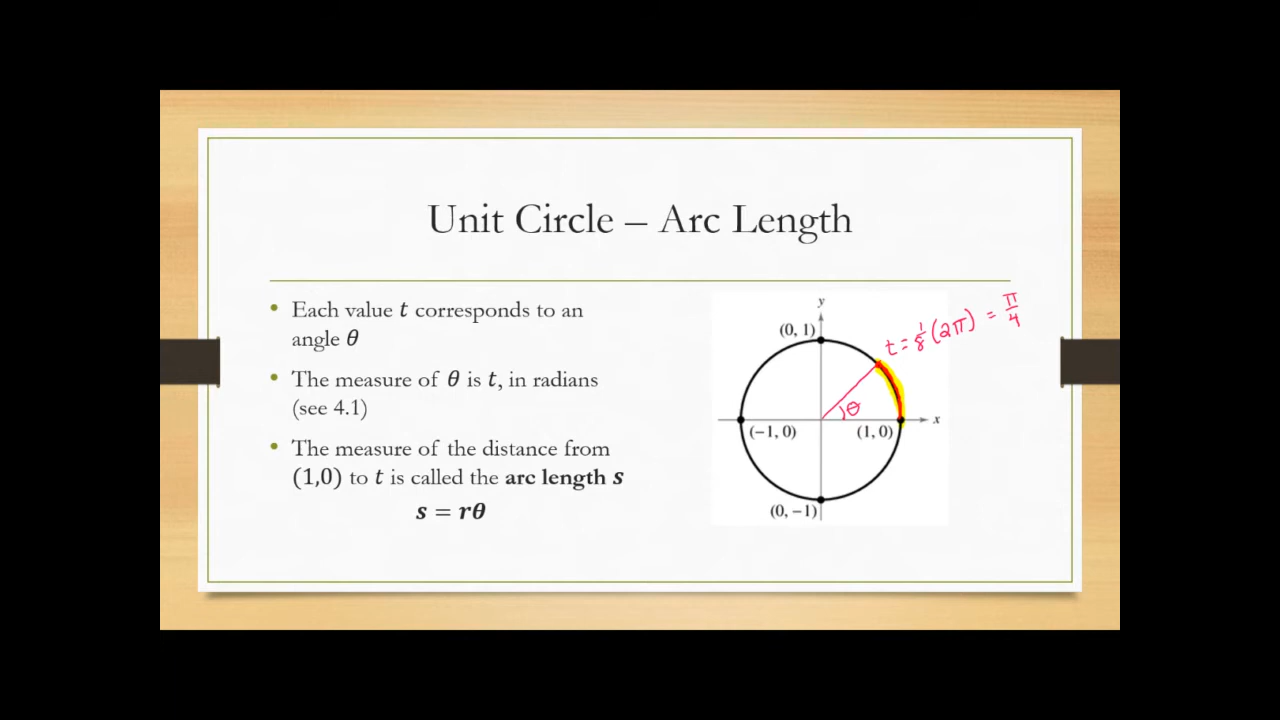 Unit Circle – Arc Length
• Each value t corresponds to an
angle θ
• The measure of θ is t, in radians
(see 4.1)
• The measure of the distance from
(1,0) to t is called the arc length s
s = rθ
y
(0, 1)
t = 1/8 (2π) = π/4
θ
x
(−1, 0)
(1, 0)
(0, −1)